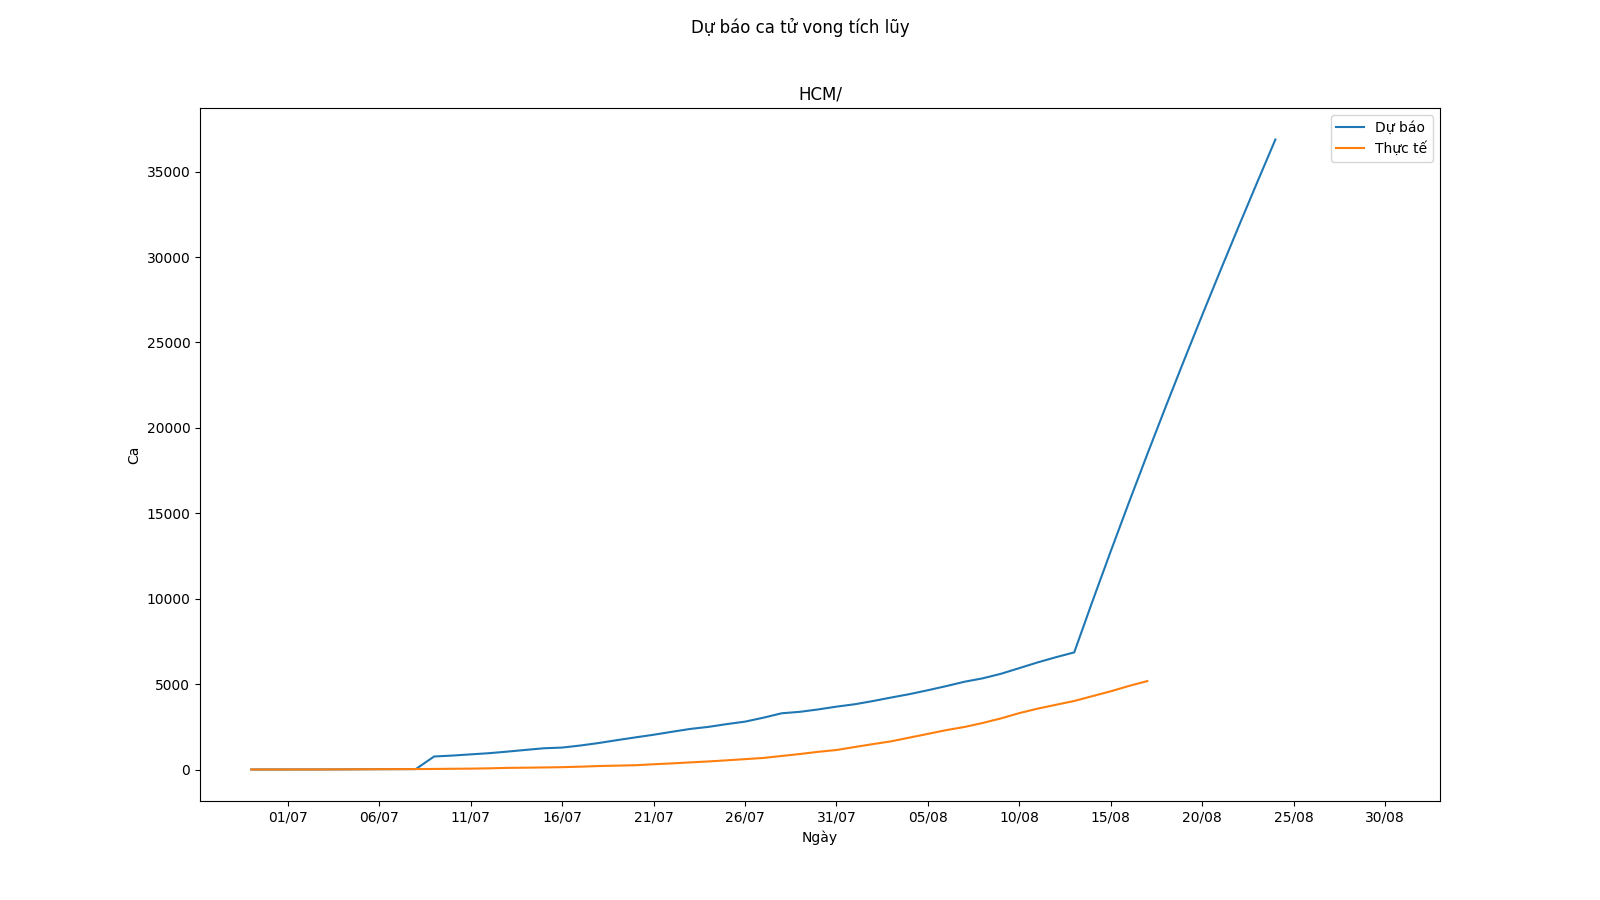 Dự báo ca tử vong tích lũy
HCM/
Dự báo
Thực tế
35000
30000
25000
20000
15000
10000
5000
0
Ca
01/07 06/07 11/07 16/07 21/07 26/07 31/07 05/08 10/08 15/08 20/08 25/08 30/08
Ngày